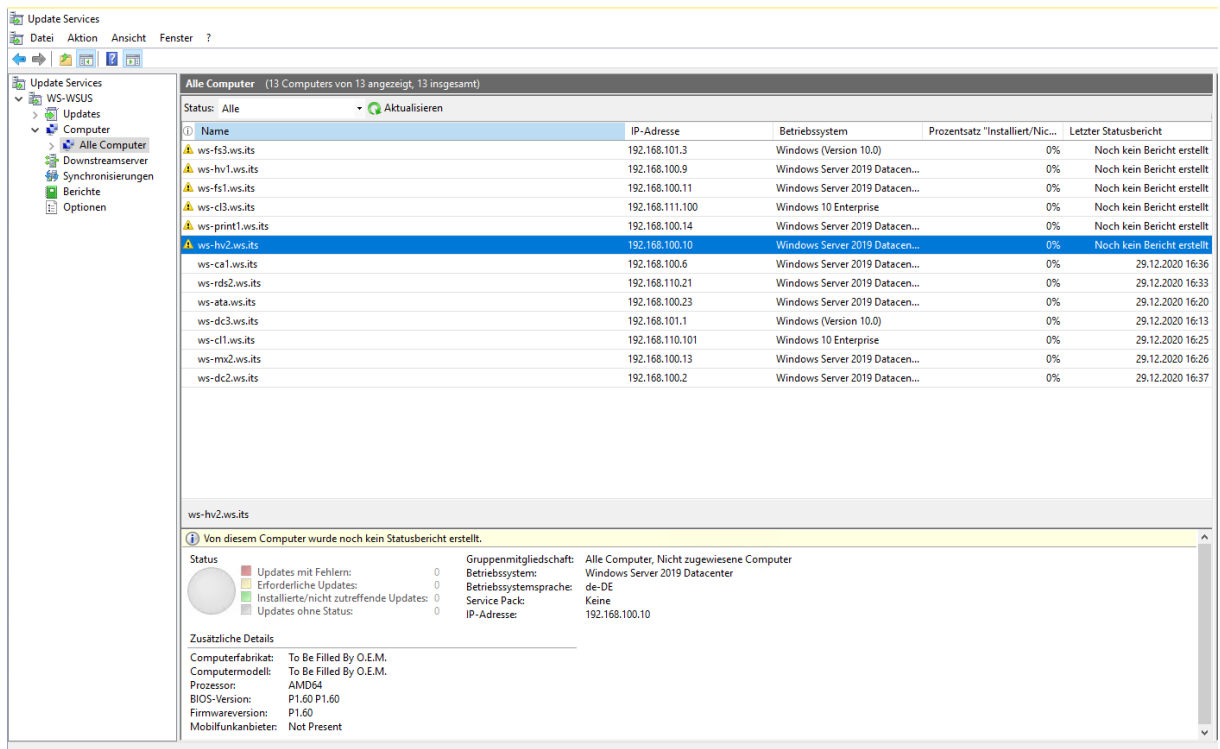 Update Services
Datei Aktion Ansicht Fenster ?
Update Services
WS-WSUS
Updates
Computer
Alle Computer
Downstreamserver
Synchronisierungen
Berichte
Optionen
Alle Computer (13 Computers von 13 angezeigt, 13 insgesamt)
Status: Alle Aktualisieren
Name IP-Adresse Betriebssystem Prozentsatz "Installiert/Nic... Letzter Statusbericht
ws-fs3.ws.its 192.168.101.3 Windows (Version 10.0) 0% Noch kein Bericht erstellt
ws-hv1.ws.its 192.168.100.9 Windows Server 2019 Datacen... 0% Noch kein Bericht erstellt
ws-fs1.ws.its 192.168.100.11 Windows Server 2019 Datacen... 0% Noch kein Bericht erstellt
ws-cl3.ws.its 192.168.111.100 Windows 10 Enterprise 0% Noch kein Bericht erstellt
ws-print1.ws.its 192.168.100.14 Windows Server 2019 Datacen... 0% Noch kein Bericht erstellt
ws-hv2.ws.its 192.168.100.10 Windows Server 2019 Datacen... 0% Noch kein Bericht erstellt
ws-ca1.ws.its 192.168.100.6 Windows Server 2019 Datacen... 0% 29.12.2020 16:36
ws-rds2.ws.its 192.168.110.21 Windows Server 2019 Datacen... 0% 29.12.2020 16:33
ws-ata.ws.its 192.168.100.23 Windows Server 2019 Datacen... 0% 29.12.2020 16:20
ws-dc3.ws.its 192.168.101.1 Windows (Version 10.0) 0% 29.12.2020 16:13
ws-cl1.ws.its 192.168.110.101 Windows 10 Enterprise 0% 29.12.2020 16:25
ws-mx2.ws.its 192.168.100.13 Windows Server 2019 Datacen... 0% 29.12.2020 16:26
ws-dc2.ws.its 192.168.100.2 Windows Server 2019 Datacen... 0% 29.12.2020 16:37
ws-hv2.ws.its
Von diesem Computer wurde noch kein Statusbericht erstellt.
Status
Updates mit Fehlern: 0
Erforderliche Updates: 0
Installierte/nicht zutreffende Updates: 0
Updates ohne Status: 0
Gruppenmitgliedschaft: Alle Computer, Nicht zugewiesene Computer
Betriebssystem: Windows Server 2019 Datacenter
Betriebssystemsprache: de-DE
Service Pack: Keine
IP-Adresse: 192.168.100.10
Zusätzliche Details
Computerfabrikat: To Be Filled By O.E.M.
Computermodell: To Be Filled By O.E.M.
Prozessor: AMD64
BIOS-Version: P1.60 P1.60
Firmwareversion: P1.60
Mobilfunkanbieter: Not Present